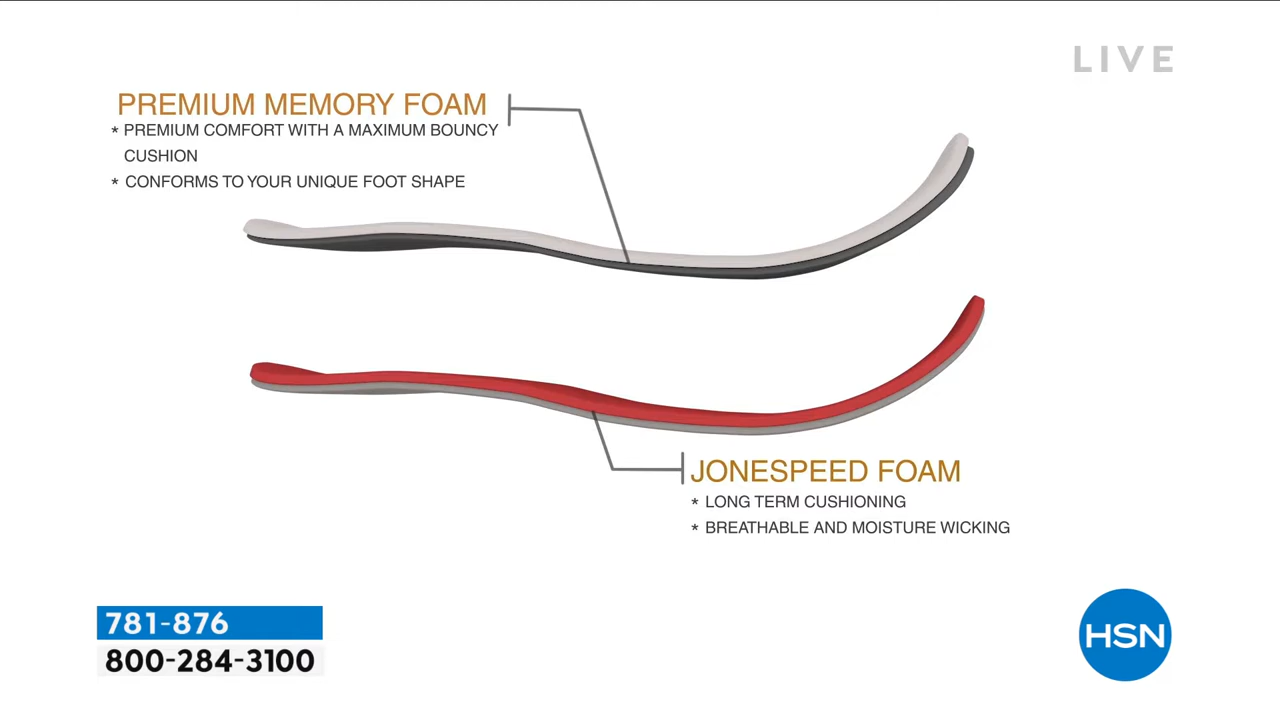 LIVE
PREMIUM MEMORY FOAM
* PREMIUM COMFORT WITH A MAXIMUM BOUNCY
CUSHION
* CONFORMS TO YOUR UNIQUE FOOT SHAPE
JONESPEED FOAM
* LONG TERM CUSHIONING
* BREATHABLE AND MOISTURE WICKING
781-876
800-284-3100
HSN